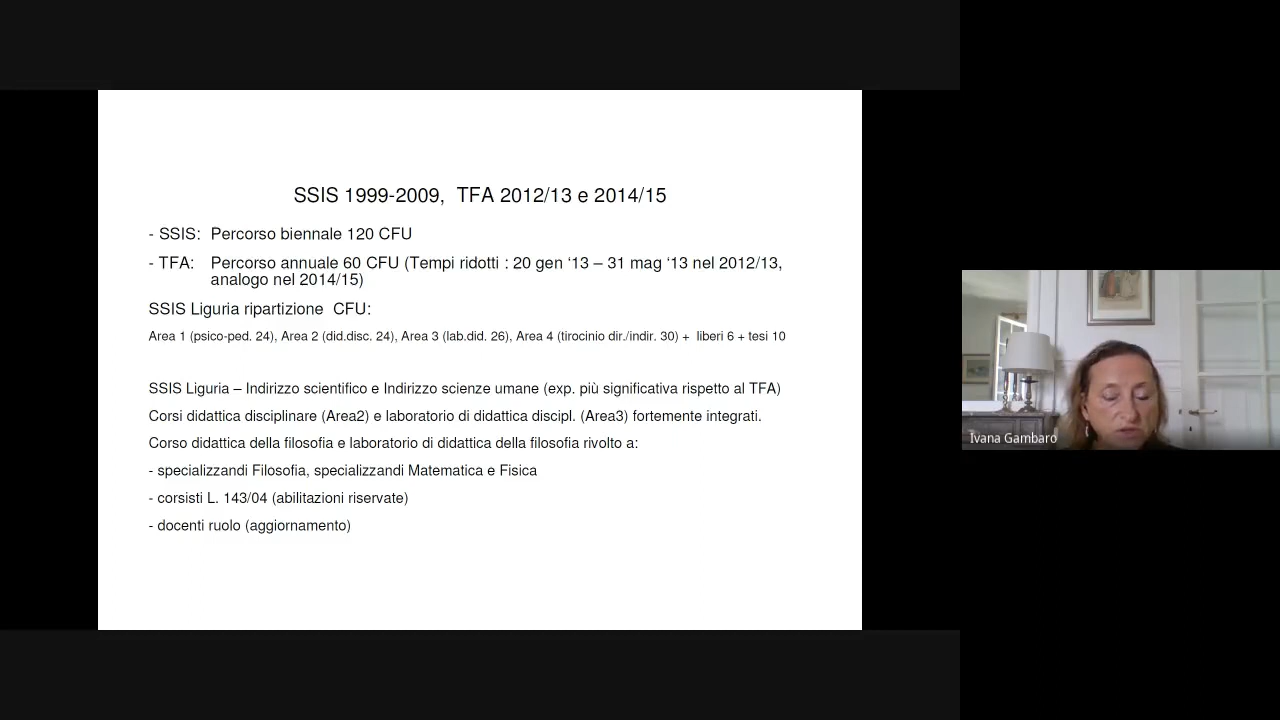 SSIS 1999-2009,  TFA 2012/13 e 2014/15
- SSIS:  Percorso biennale 120 CFU
- TFA:   Percorso annuale 60 CFU (Tempi ridotti : 20 gen ‘13 – 31 mag ‘13 nel 2012/13,
analogo nel 2014/15)
SSIS Liguria ripartizione  CFU:
Area 1 (psico-ped. 24), Area 2 (did.disc. 24), Area 3 (lab.did. 26), Area 4 (tirocinio dir./indir. 30) +  liberi 6 + tesi 10
SSIS Liguria – Indirizzo scientifico e Indirizzo scienze umane (exp. più significativa rispetto al TFA)
Corsi didattica disciplinare (Area2) e laboratorio di didattica discipl. (Area3) fortemente integrati.
Corso didattica della filosofia e laboratorio di didattica della filosofia rivolto a:
- specializzandi Filosofia, specializzandi Matematica e Fisica
- corsisti L. 143/04 (abilitazioni riservate)
- docenti ruolo (aggiornamento)
Ivana Gambaro